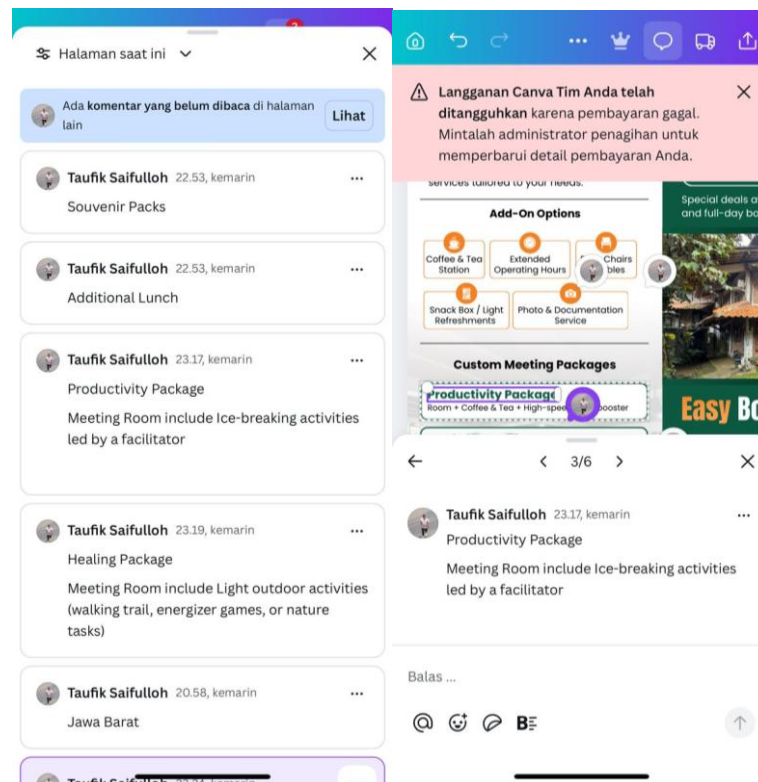 2
Halaman saat ini
Ada komentar yang belum dibaca di halaman
lain
Lihat
Taufik Saifulloh 22.53, kemarin
Souvenir Packs
Taufik Saifulloh 22.53, kemarin
Additional Lunch
Taufik Saifulloh 23.17, kemarin
Productivity Package
Meeting Room include Ice-breaking activities
led by a facilitator
Taufik Saifulloh 23.19, kemarin
Healing Package
Meeting Room include Light outdoor activities
(walking trail, energizer games, or nature
tasks)
Taufik Saifulloh 20.58, kemarin
Jawa Barat
Langganan Canva Tim Anda telah
ditangguhkan karena pembayaran gagal.
Mintalah administrator penagihan untuk
memperbarui detail pembayaran Anda.
services tailored to your needs.
Add-On Options
Coffee & Tea
Station
Extended
Operating Hours
Chairs
Snack Box / Light
Refreshments
Photo & Documentation
Service
Custom Meeting Packages
Productivity Package
Room + Coffee & Tea +
Special deals
and full-day
Easy
3/6
Taufik Saifulloh 23.17, kemarin
Productivity Package
Meeting Room include Ice-breaking activities
led by a facilitator
Balas ...